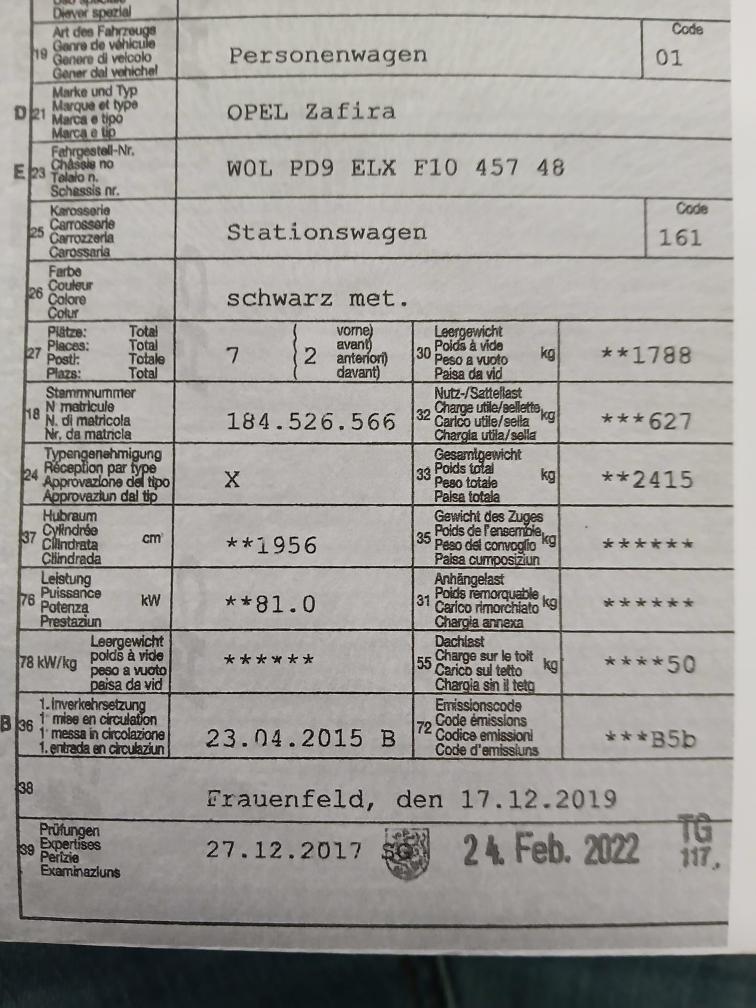 Diever spezial
19 Art des Fahrzeugs
Genre de véhicule
Genere di veicolo
Gener dal vehichel
Personenwagen
Code
01
D 21 Marke und Typ
Marque et type
Marca e tipo
Marca e tip
OPEL Zafira
E 23 Fahrgestell-Nr.
Châssis no
Telaio n.
Schassis nr.
WOL PD9 ELX F10 457 48
25 Karosserie
Carrosserie
Carrozzeria
Carossaria
Stationswagen
Code
161
26 Farbe
Couleur
Colore
Colur
schwarz met.
27 Plätze: Total
Places: Total
Posti: Totale
Plazs: Total
7 ( 2 vorne)
avant)
anteriori)
davant)
30 Leergewicht
Poids à vide
Peso a vuoto
Paisa da vid
kg
**1788
18 Stammnummer
N matricule
N. di matricola
Nr. da matricla
184.526.566
32 Nutz-/Sattellast
Charge utile/sellette
Carico utile/sella
Chargia utila/sella
kg
***627
24 Typengenehmigung
Réception par type
Approvazione del tipo
Approvaziun dal tip
X
33 Gesamtgewicht
Poids total
Peso totale
Paisa totala
kg
**2415
37 Hubraum
Cylindrée
Cilindrata
Cilindrada
cm³
**1956
35 Gewicht des Zuges
Poids de l'ensemble
Peso del convoglio
Paisa cumposiziun
kg
******
76 Leistung
Puissance
Potenza
Prestaziun
kW
**81.0
31 Anhängelast
Poids remorquable
Carico rimorchiato
Chargia annexa
kg
******
78 kW/kg Leergewicht
poids à vide
peso a vuoto
paisa da vid
******
55 Dachlast
Charge sur le toit
Carico sul tetto
Chargia sin il tetg
kg
****50
B 36 1. Inverkehrsetzung
1ʳ mise en circulation
1ʳ messa in circolazione
1. entrada en circulaziun
23.04.2015 B
72 Emissionscode
Code émissions
Codice emissioni
Code d'emissiuns
***B5b
38
Frauenfeld, den 17.12.2019
39 Prüfungen
Expertises
Perizie
Examinaziuns
27.12.2017 SG
24. Feb. 2022
TG
117.